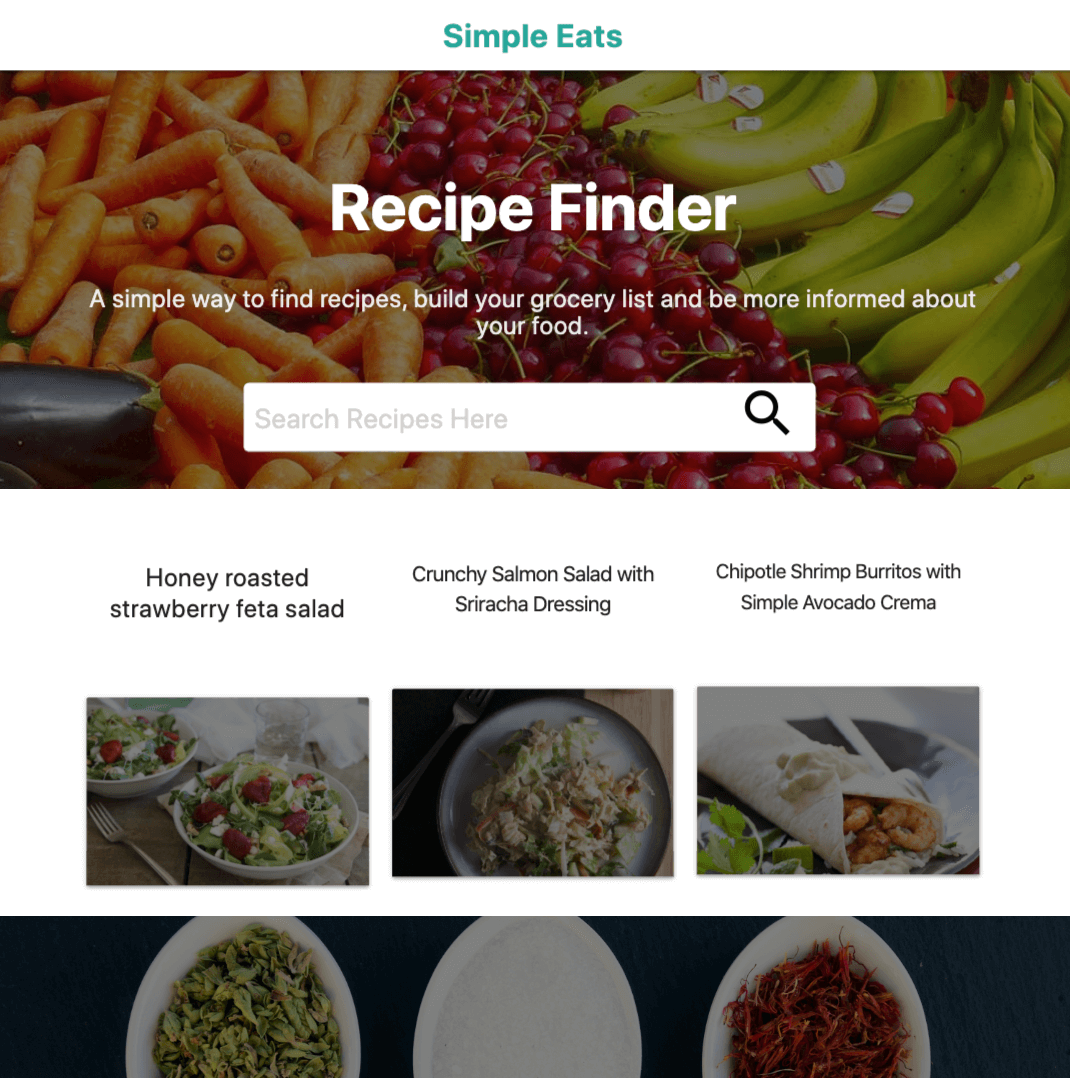 Simple Eats
Recipe Finder
A simple way to find recipes, build your grocery list and be more informed about
your food.
Search Recipes Here
Honey roasted
strawberry feta salad
Crunchy Salmon Salad with
Sriracha Dressing
Chipotle Shrimp Burritos with
Simple Avocado Crema